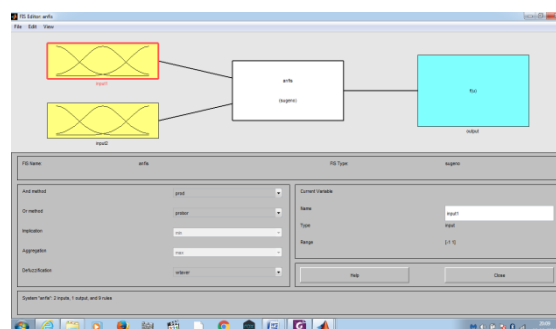 FIS Editor: anfis
File Edit View
input1
input2
anfis
(sugeno)
f(u)
output
FIS Name: anfis FIS Type: sugeno
And method prod
Or method probor
Implication min
Aggregation max
Defuzzification wtaver
Current Variable
Name input1
Type input
Range [-1 1]
Help Close
System "anfis": 2 inputs, 1 output, and 9 rules